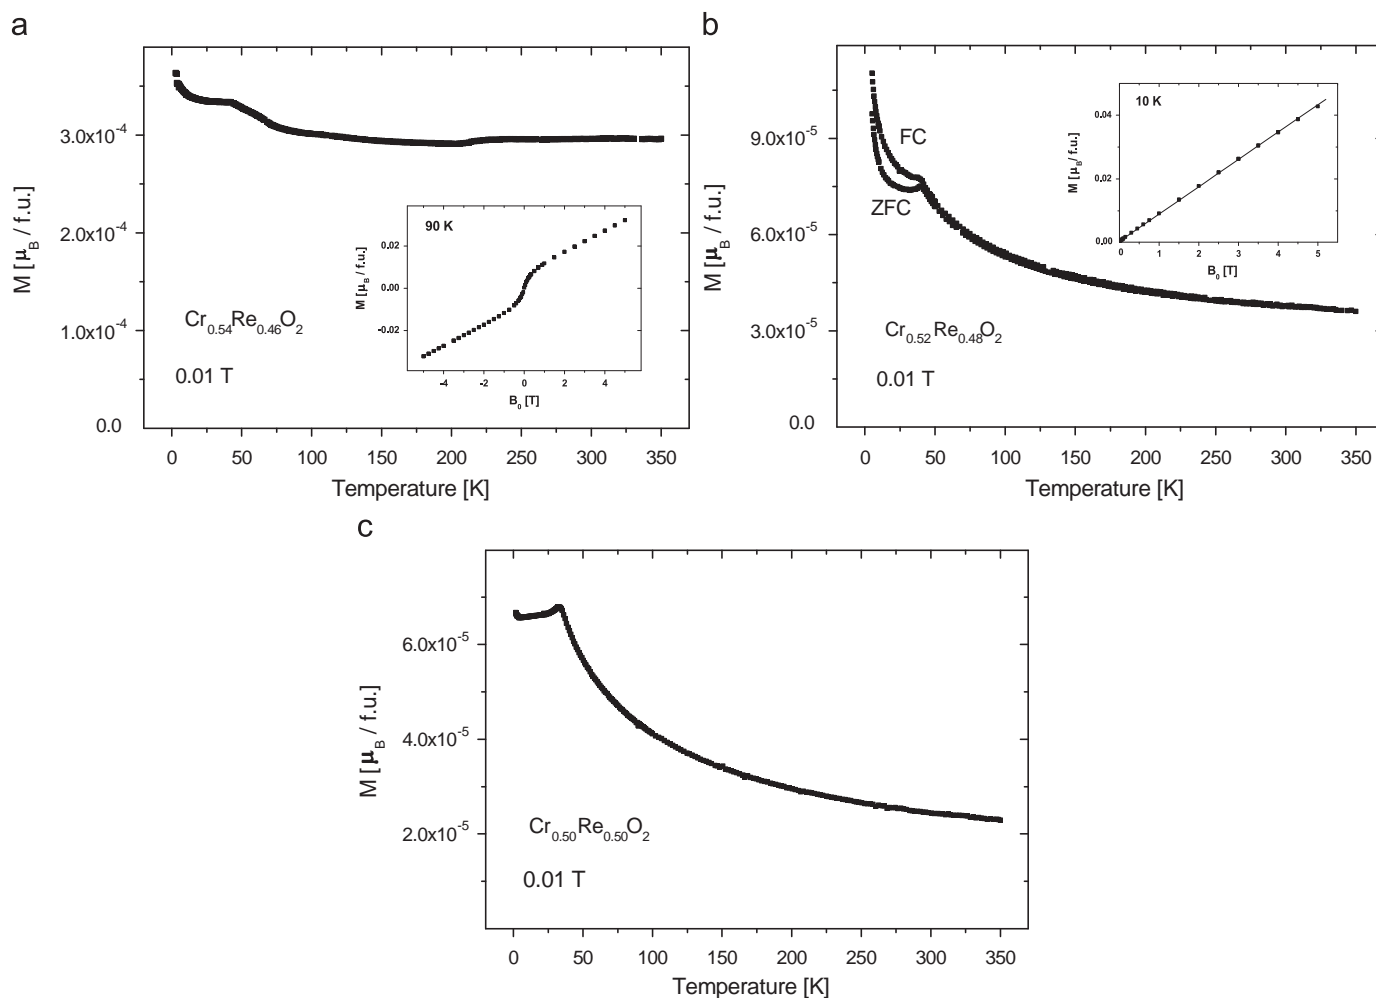 a
3.0x10⁻⁴
2.0x10⁻⁴
1.0x10⁻⁴
0.0
M [μ_B / f.u.]
Cr₀.₅₄Re₀.₄₆O₂
0.01 T
0 50 100 150 200 250 300 350
Temperature [K]
90 K
0.02
0.00
-0.02
M [μ_B / f.u.]
-4 -2 0 2 4
B₀ [T]
b
9.0x10⁻⁵
6.0x10⁻⁵
3.0x10⁻⁵
0.0
M [μ_B / f.u.]
FC
ZFC
Cr₀.₅₂Re₀.₄₈O₂
0.01 T
0 50 100 150 200 250 300 350
Temperature [K]
10 K
0,04
0,02
0,00
M [μ_B/ f.u.]
0 1 2 3 4 5
B₀ [T]
c
6.0x10⁻⁵
4.0x10⁻⁵
2.0x10⁻⁵
M [μ_B / f.u.]
Cr₀.₅₀Re₀.₅₀O₂
0.01 T
0 50 100 150 200 250 300 350
Temperature [K]